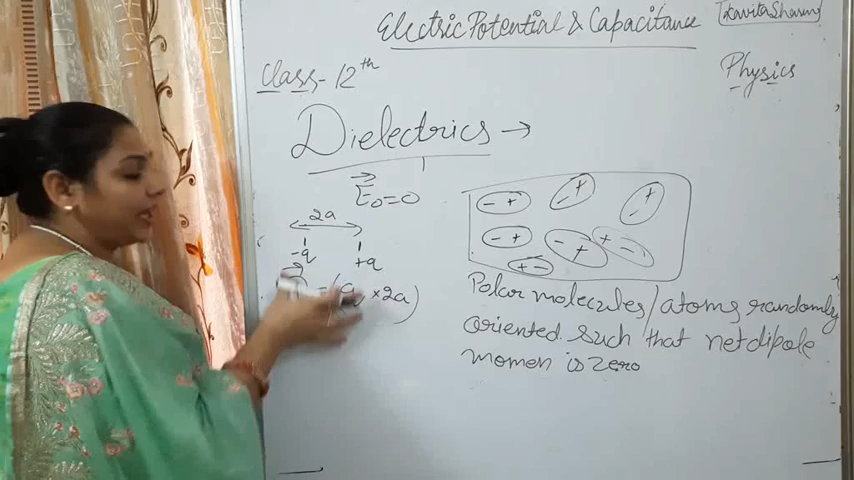 Electric Potential & Capacitance
Kavita Sharma
Class-12th
Physics
Dielectrics →
E₀=0
2a
-q
+q
=(q ×2a)
- +
- +
- +
- +
- +
+ -
+ -
Polar molecules/atoms randomly
oriented such that net dipole
momen is zero